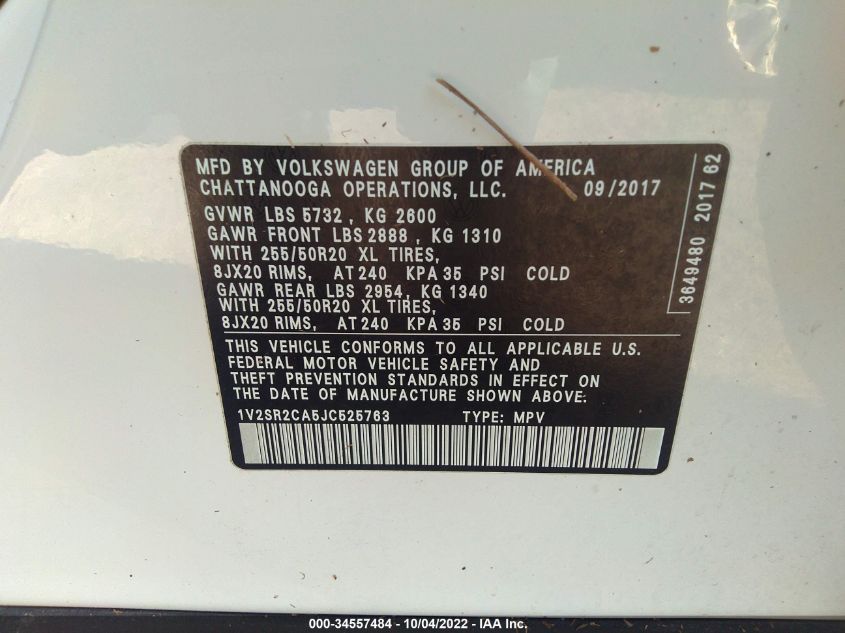 MFD BY VOLKSWAGEN GROUP OF AMERICA
CHATTANOOGA OPERATIONS, LLC. 09/2017
GVWR LBS 5732 , KG 2600
GAWR FRONT LBS 2888 , KG 1310
WITH 255/50R20 XL TIRES,
8JX20 RIMS, AT 240 KPA 35 PSI COLD
GAWR REAR LBS 2954, KG 1340
WITH 255/50R20 XL TIRES,
8JX20 RIMS, AT 240 KPA 35 PSI COLD
THIS VEHICLE CONFORMS TO ALL APPLICABLE U.S.
FEDERAL MOTOR VEHICLE SAFETY AND
THEFT PREVENTION STANDARDS IN EFFECT ON
THE DATE OF MANUFACTURE SHOWN ABOVE.
1V2SR2CA5JC525763 TYPE: MPV
3649480 2017 62
000-34557484 - 10/04/2022 - IAA Inc.